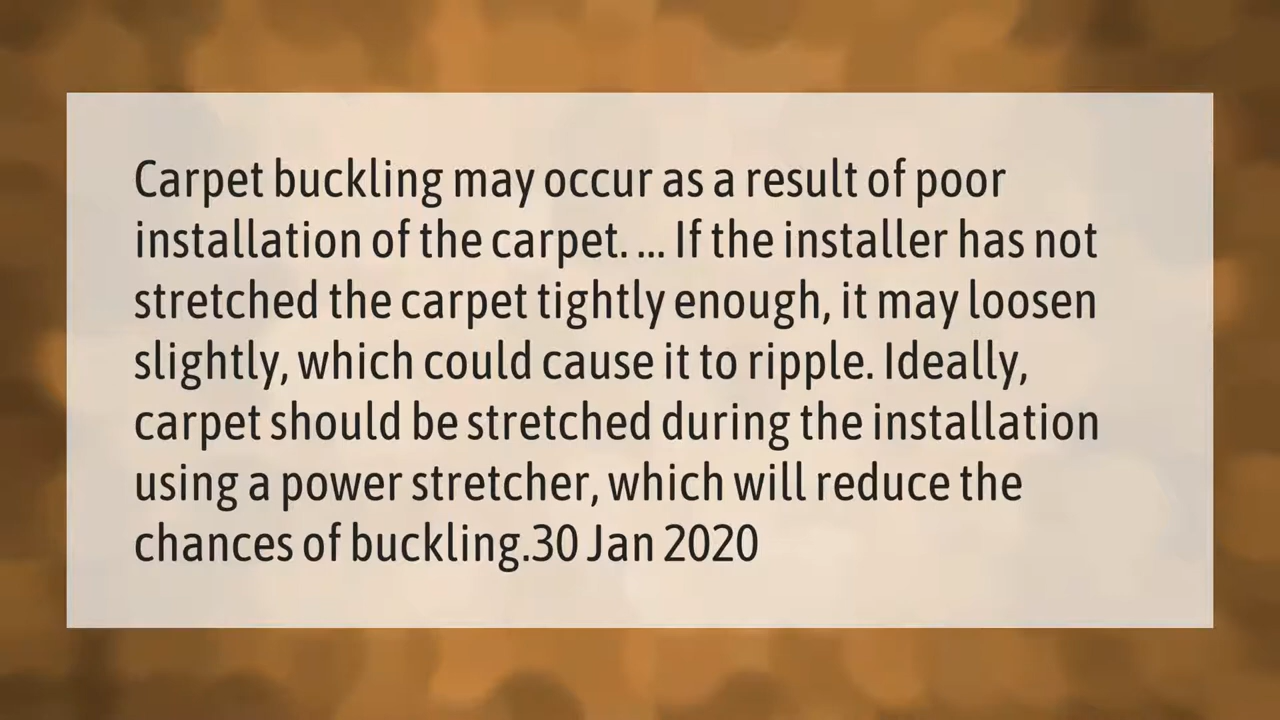 Carpet buckling may occur as a result of poor
installation of the carpet. ... If the installer has not
stretched the carpet tightly enough, it may loosen
slightly, which could cause it to ripple. Ideally,
carpet should be stretched during the installation
using a power stretcher, which will reduce the
chances of buckling.30 Jan 2020